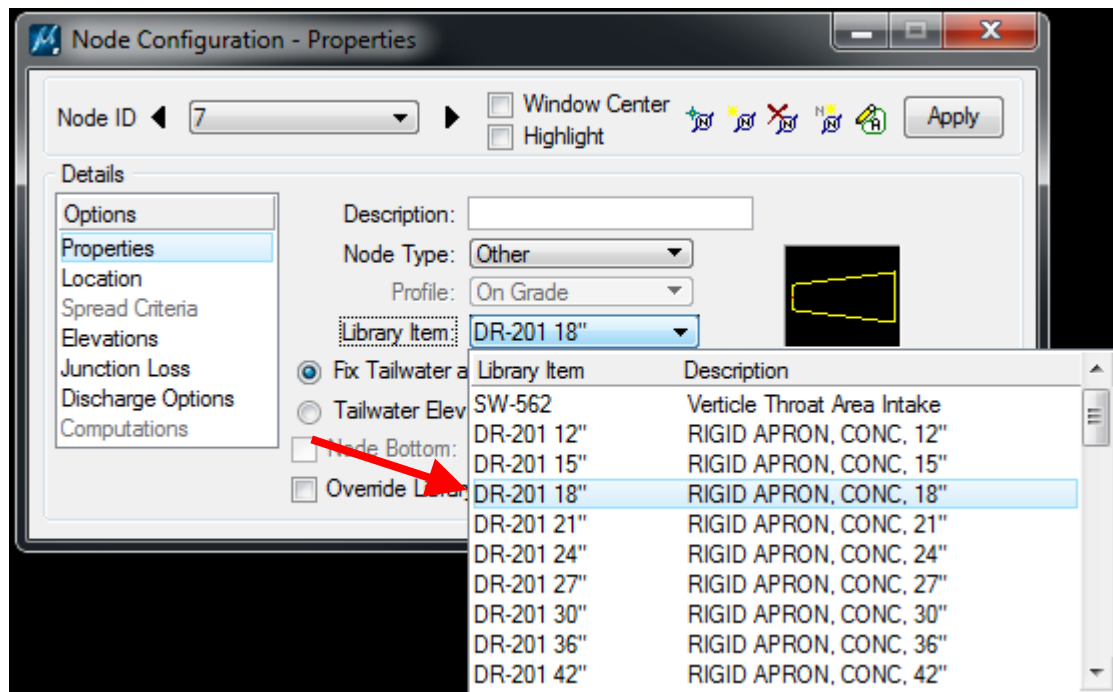 Node Configuration - Properties
Node ID 7 Window Center Apply
Highlight
Details
Options
Properties
Location
Spread Criteria
Elevations
Junction Loss
Discharge Options
Computations
Description:
Node Type: Other
Profile: On Grade
Library Item: DR-201 18"
Fix Tailwater a
Tailwater Elev
Node Bottom:
Override Library
Library Item Description
SW-562 Verticle Throat Area Intake
DR-201 12" RIGID APRON, CONC, 12"
DR-201 15" RIGID APRON, CONC, 15"
DR-201 18" RIGID APRON, CONC, 18"
DR-201 21" RIGID APRON, CONC, 21"
DR-201 24" RIGID APRON, CONC, 24"
DR-201 27" RIGID APRON, CONC, 27"
DR-201 30" RIGID APRON, CONC, 30"
DR-201 36" RIGID APRON, CONC, 36"
DR-201 42" RIGID APRON, CONC, 42"